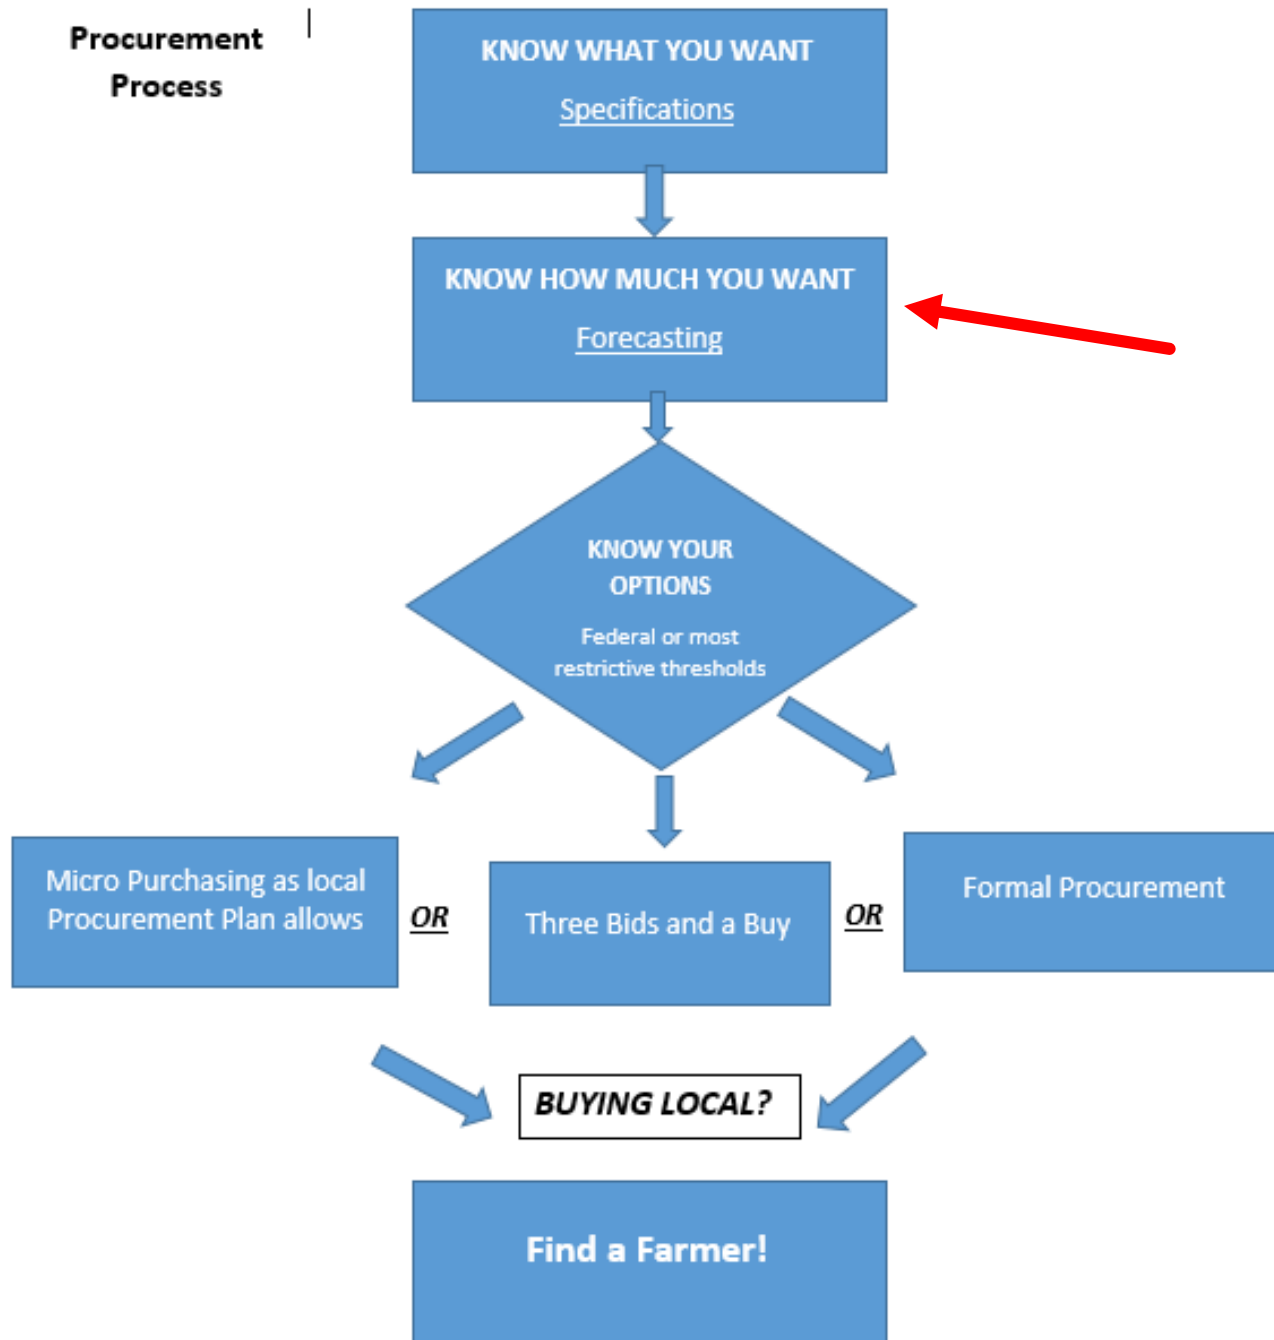 Procurement
Process
KNOW WHAT YOU WANT
Specifications
KNOW HOW MUCH YOU WANT
Forecasting
KNOW YOUR
OPTIONS
Federal or most
restrictive thresholds
Micro Purchasing as local
Procurement Plan allows
OR
Three Bids and a Buy
OR
Formal Procurement
BUYING LOCAL?
Find a Farmer!